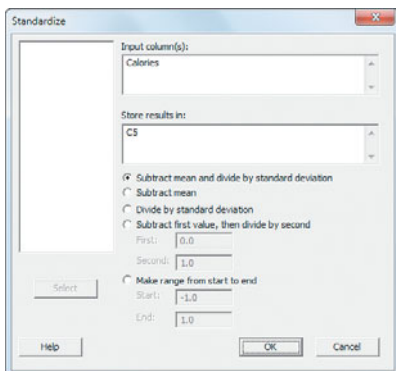 Standardize
Input column(s):
Calories
Store results in:
C5
Subtract mean and divide by standard deviation
Subtract mean
Divide by standard deviation
Subtract first value, then divide by second
First: 0.0
Second: 1.0
Select
Make range from start to end
Start: -1.0
End: 1.0
Help
OK
Cancel